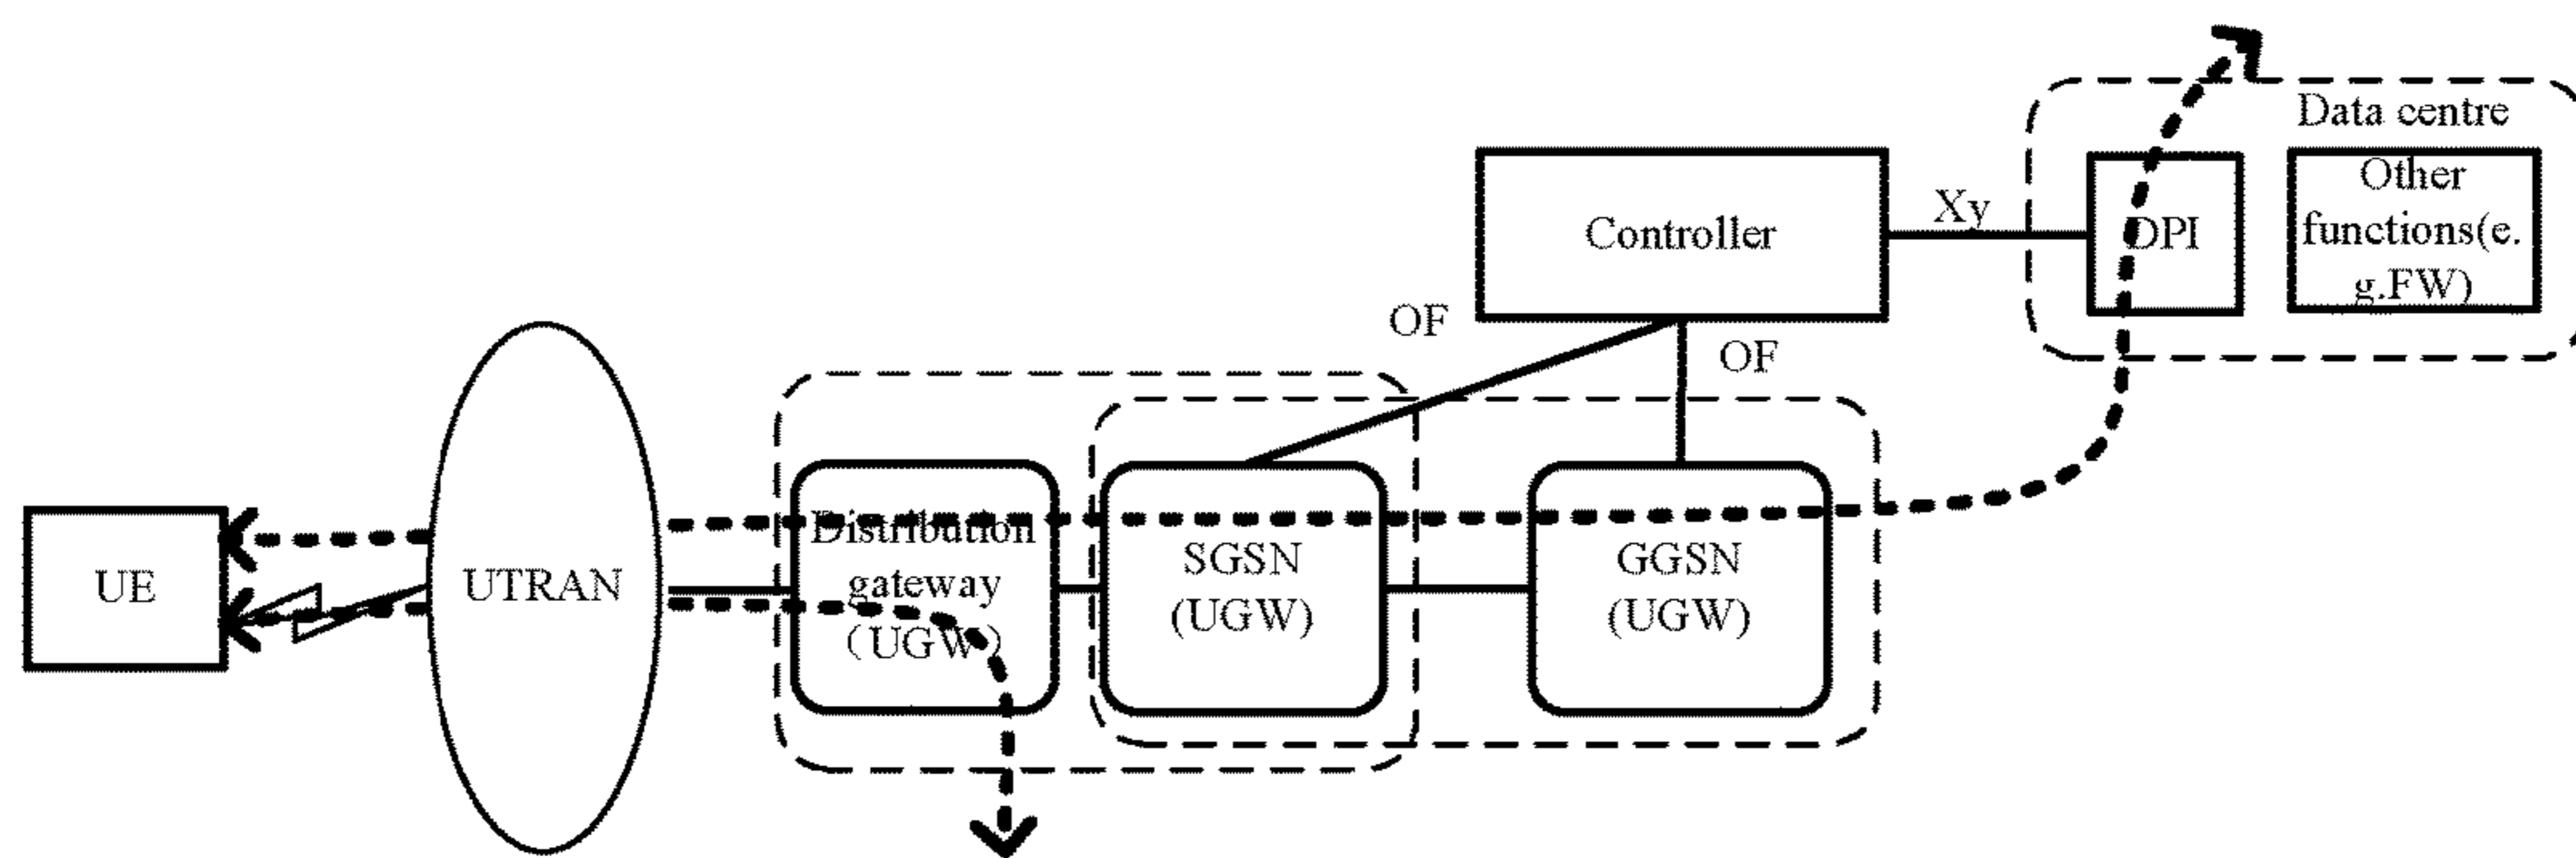 Data centre
Controller
Xy
DPI
Other
functions(e.
g.FW)
OF
OF
UE
UTRAN
Distribution
gateway
(UGW)
SGSN
(UGW)
GGSN
(UGW)